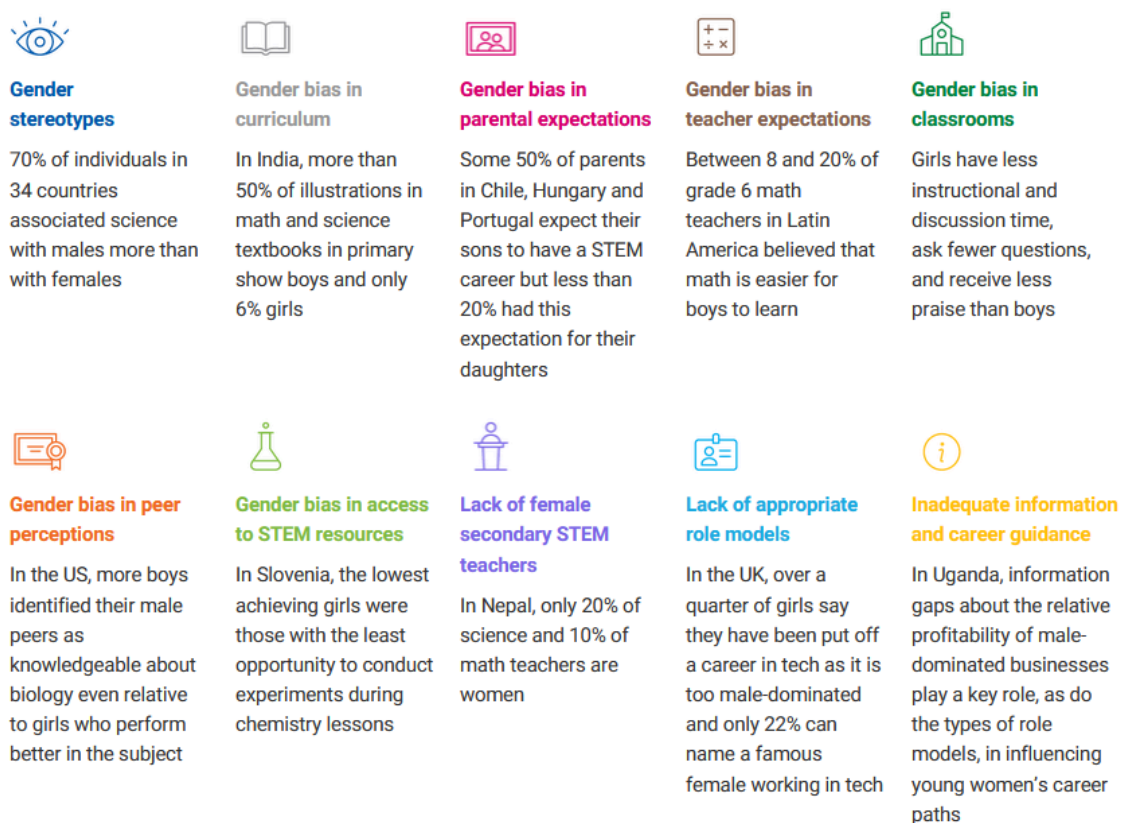 Gender
stereotypes
70% of individuals in
34 countries
associated science
with males more than
with females
Gender bias in
curriculum
In India, more than
50% of illustrations in
math and science
textbooks in primary
show boys and only
6% girls
Gender bias in
parental expectations
Some 50% of parents
in Chile, Hungary and
Portugal expect their
sons to have a STEM
career but less than
20% had this
expectation for their
daughters
+ −
÷ ×
Gender bias in
teacher expectations
Between 8 and 20% of
grade 6 math
teachers in Latin
America believed that
math is easier for
boys to learn
Gender bias in
classrooms
Girls have less
instructional and
discussion time,
ask fewer questions,
and receive less
praise than boys
Gender bias in peer
perceptions
In the US, more boys
identified their male
peers as
knowledgeable about
biology even relative
to girls who perform
better in the subject
Gender bias in access
to STEM resources
In Slovenia, the lowest
achieving girls were
those with the least
opportunity to conduct
experiments during
chemistry lessons
Lack of female
secondary STEM
teachers
In Nepal, only 20% of
science and 10% of
math teachers are
women
Lack of appropriate
role models
In the UK, over a
quarter of girls say
they have been put off
a career in tech as it is
too male-dominated
and only 22% can
name a famous
female working in tech
i
Inadequate information
and career guidance
In Uganda, information
gaps about the relative
profitability of male-
dominated businesses
play a key role, as do
the types of role
models, in influencing
young women's career
paths